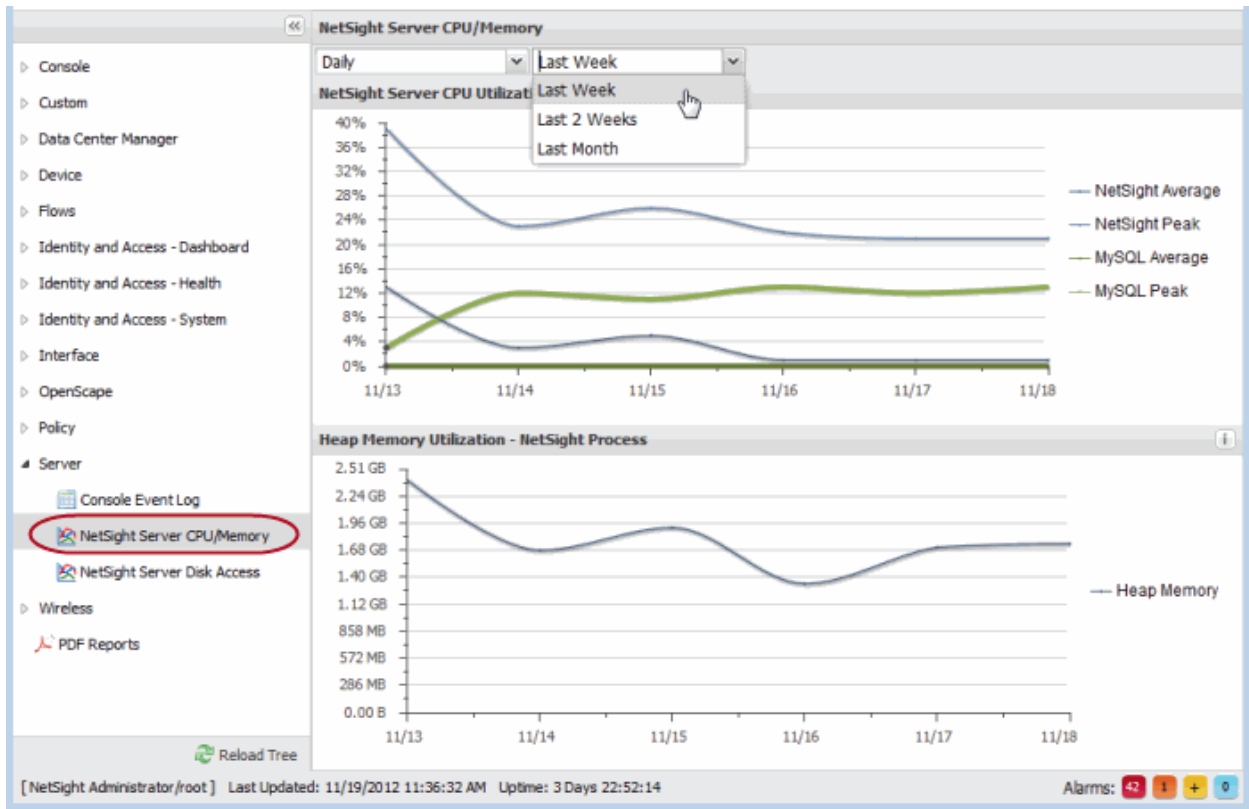 NetSight Server CPU/Memory
Console
Custom
Data Center Manager
Device
Flows
Identity and Access - Dashboard
Identity and Access - Health
Identity and Access - System
Interface
OpenScape
Policy
Server
Console Event Log
NetSight Server CPU/Memory
NetSight Server Disk Access
Wireless
PDF Reports
Reload Tree
Daily
Last Week
Last Week
Last 2 Weeks
Last Month
NetSight Server CPU Utilizati
40%
36%
32%
28%
24%
20%
16%
12%
8%
4%
0%
11/13 11/14 11/15 11/16 11/17 11/18
NetSight Average
NetSight Peak
MySQL Average
MySQL Peak
Heap Memory Utilization - NetSight Process
2.51 GB
2.24 GB
1.96 GB
1.68 GB
1.40 GB
1.12 GB
858 MB
572 MB
286 MB
0.00 B
11/13 11/14 11/15 11/16 11/17 11/18
Heap Memory
[ NetSight Administrator/root ] Last Updated: 11/19/2012 11:36:32 AM Uptime: 3 Days 22:52:14
Alarms: 42 1 + 0